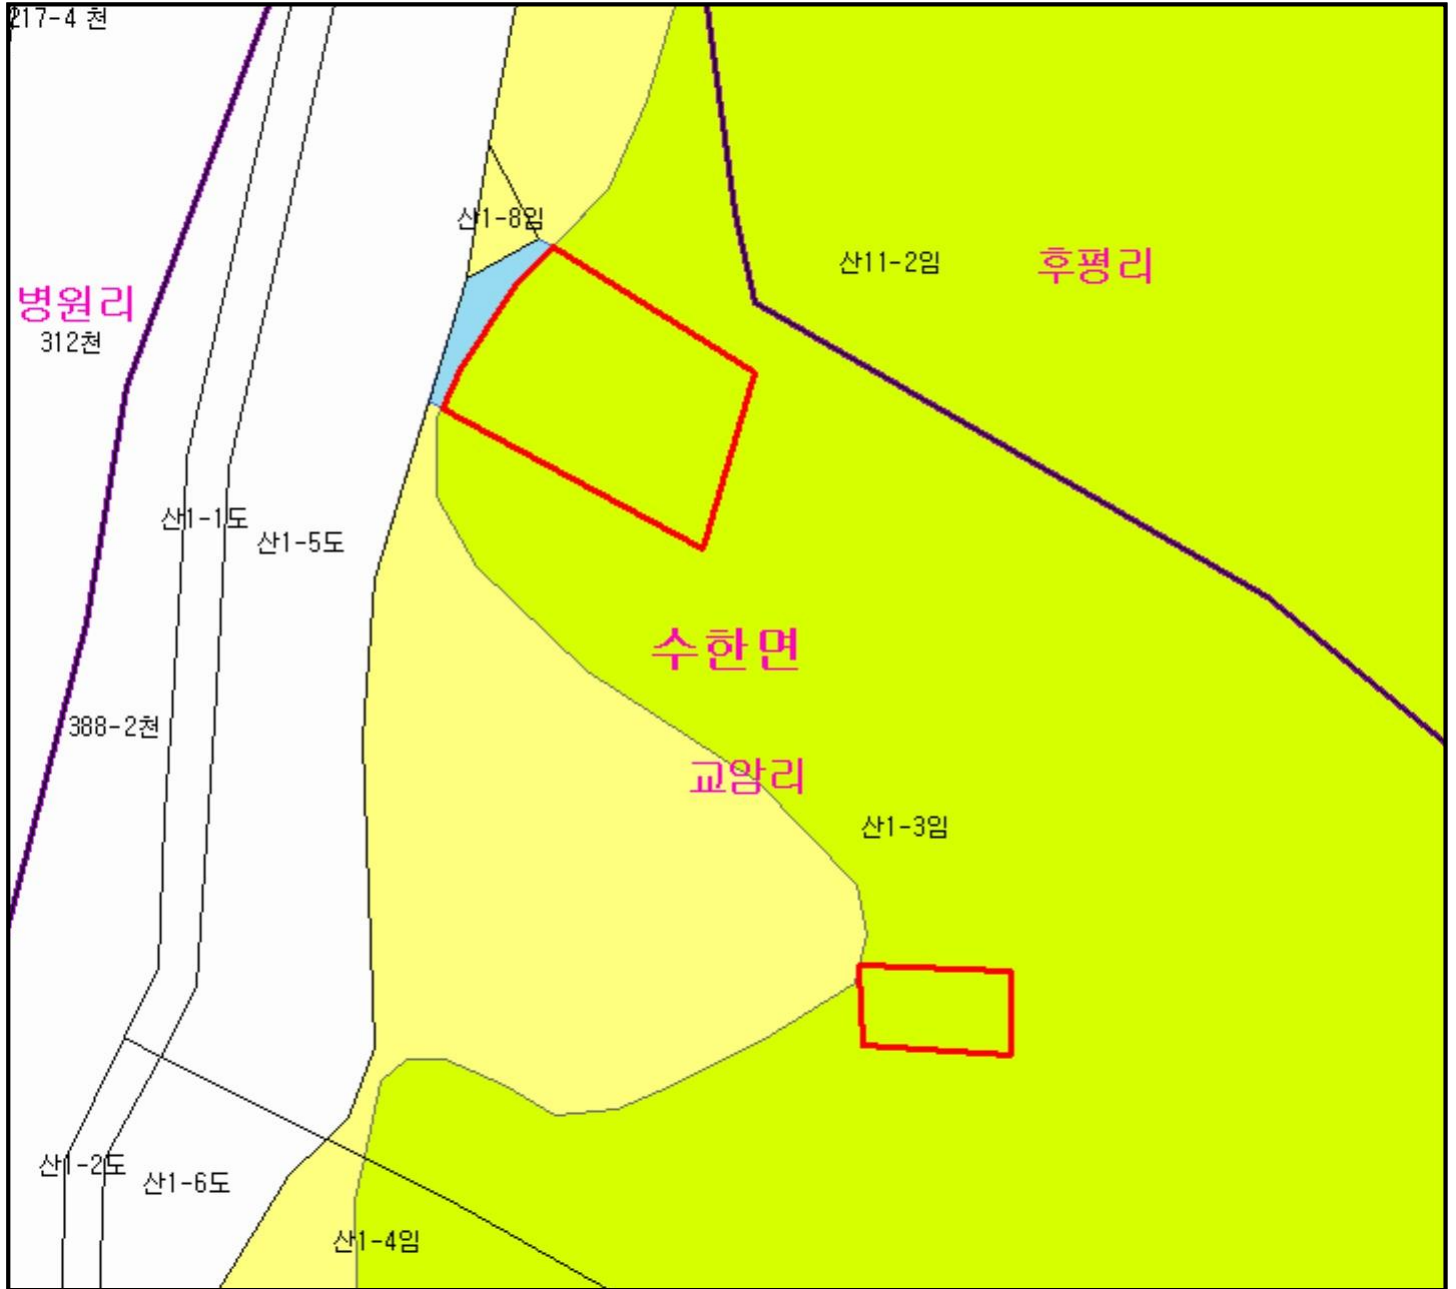 217-4 천
산1-8임
산11-2임
후평리
병원리
312천
산1-1도
산1-5도
수한면
388-2천
교암리
산1-3임
산1-2도
산1-6도
산1-4임